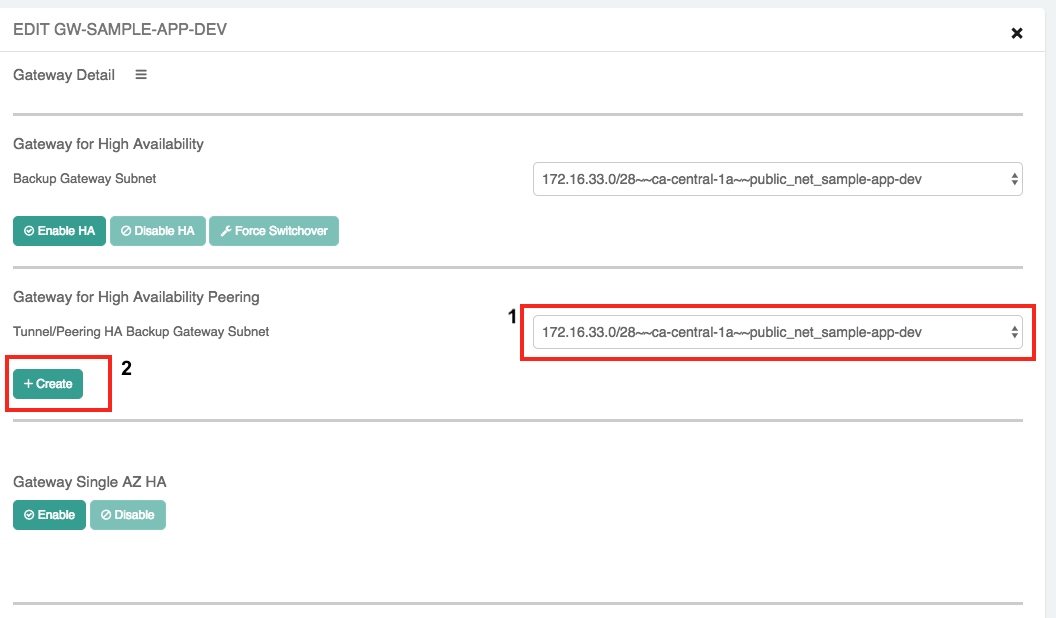 EDIT GW-SAMPLE-APP-DEV
Gateway Detail
Gateway for High Availability
Backup Gateway Subnet
172.16.33.0/28~~ca-central-1a~~public_net_sample-app-dev
Enable HA Disable HA Force Switchover
Gateway for High Availability Peering
1
Tunnel/Peering HA Backup Gateway Subnet
172.16.33.0/28~~ca-central-1a~~public_net_sample-app-dev
2
+ Create
Gateway Single AZ HA
Enable Disable